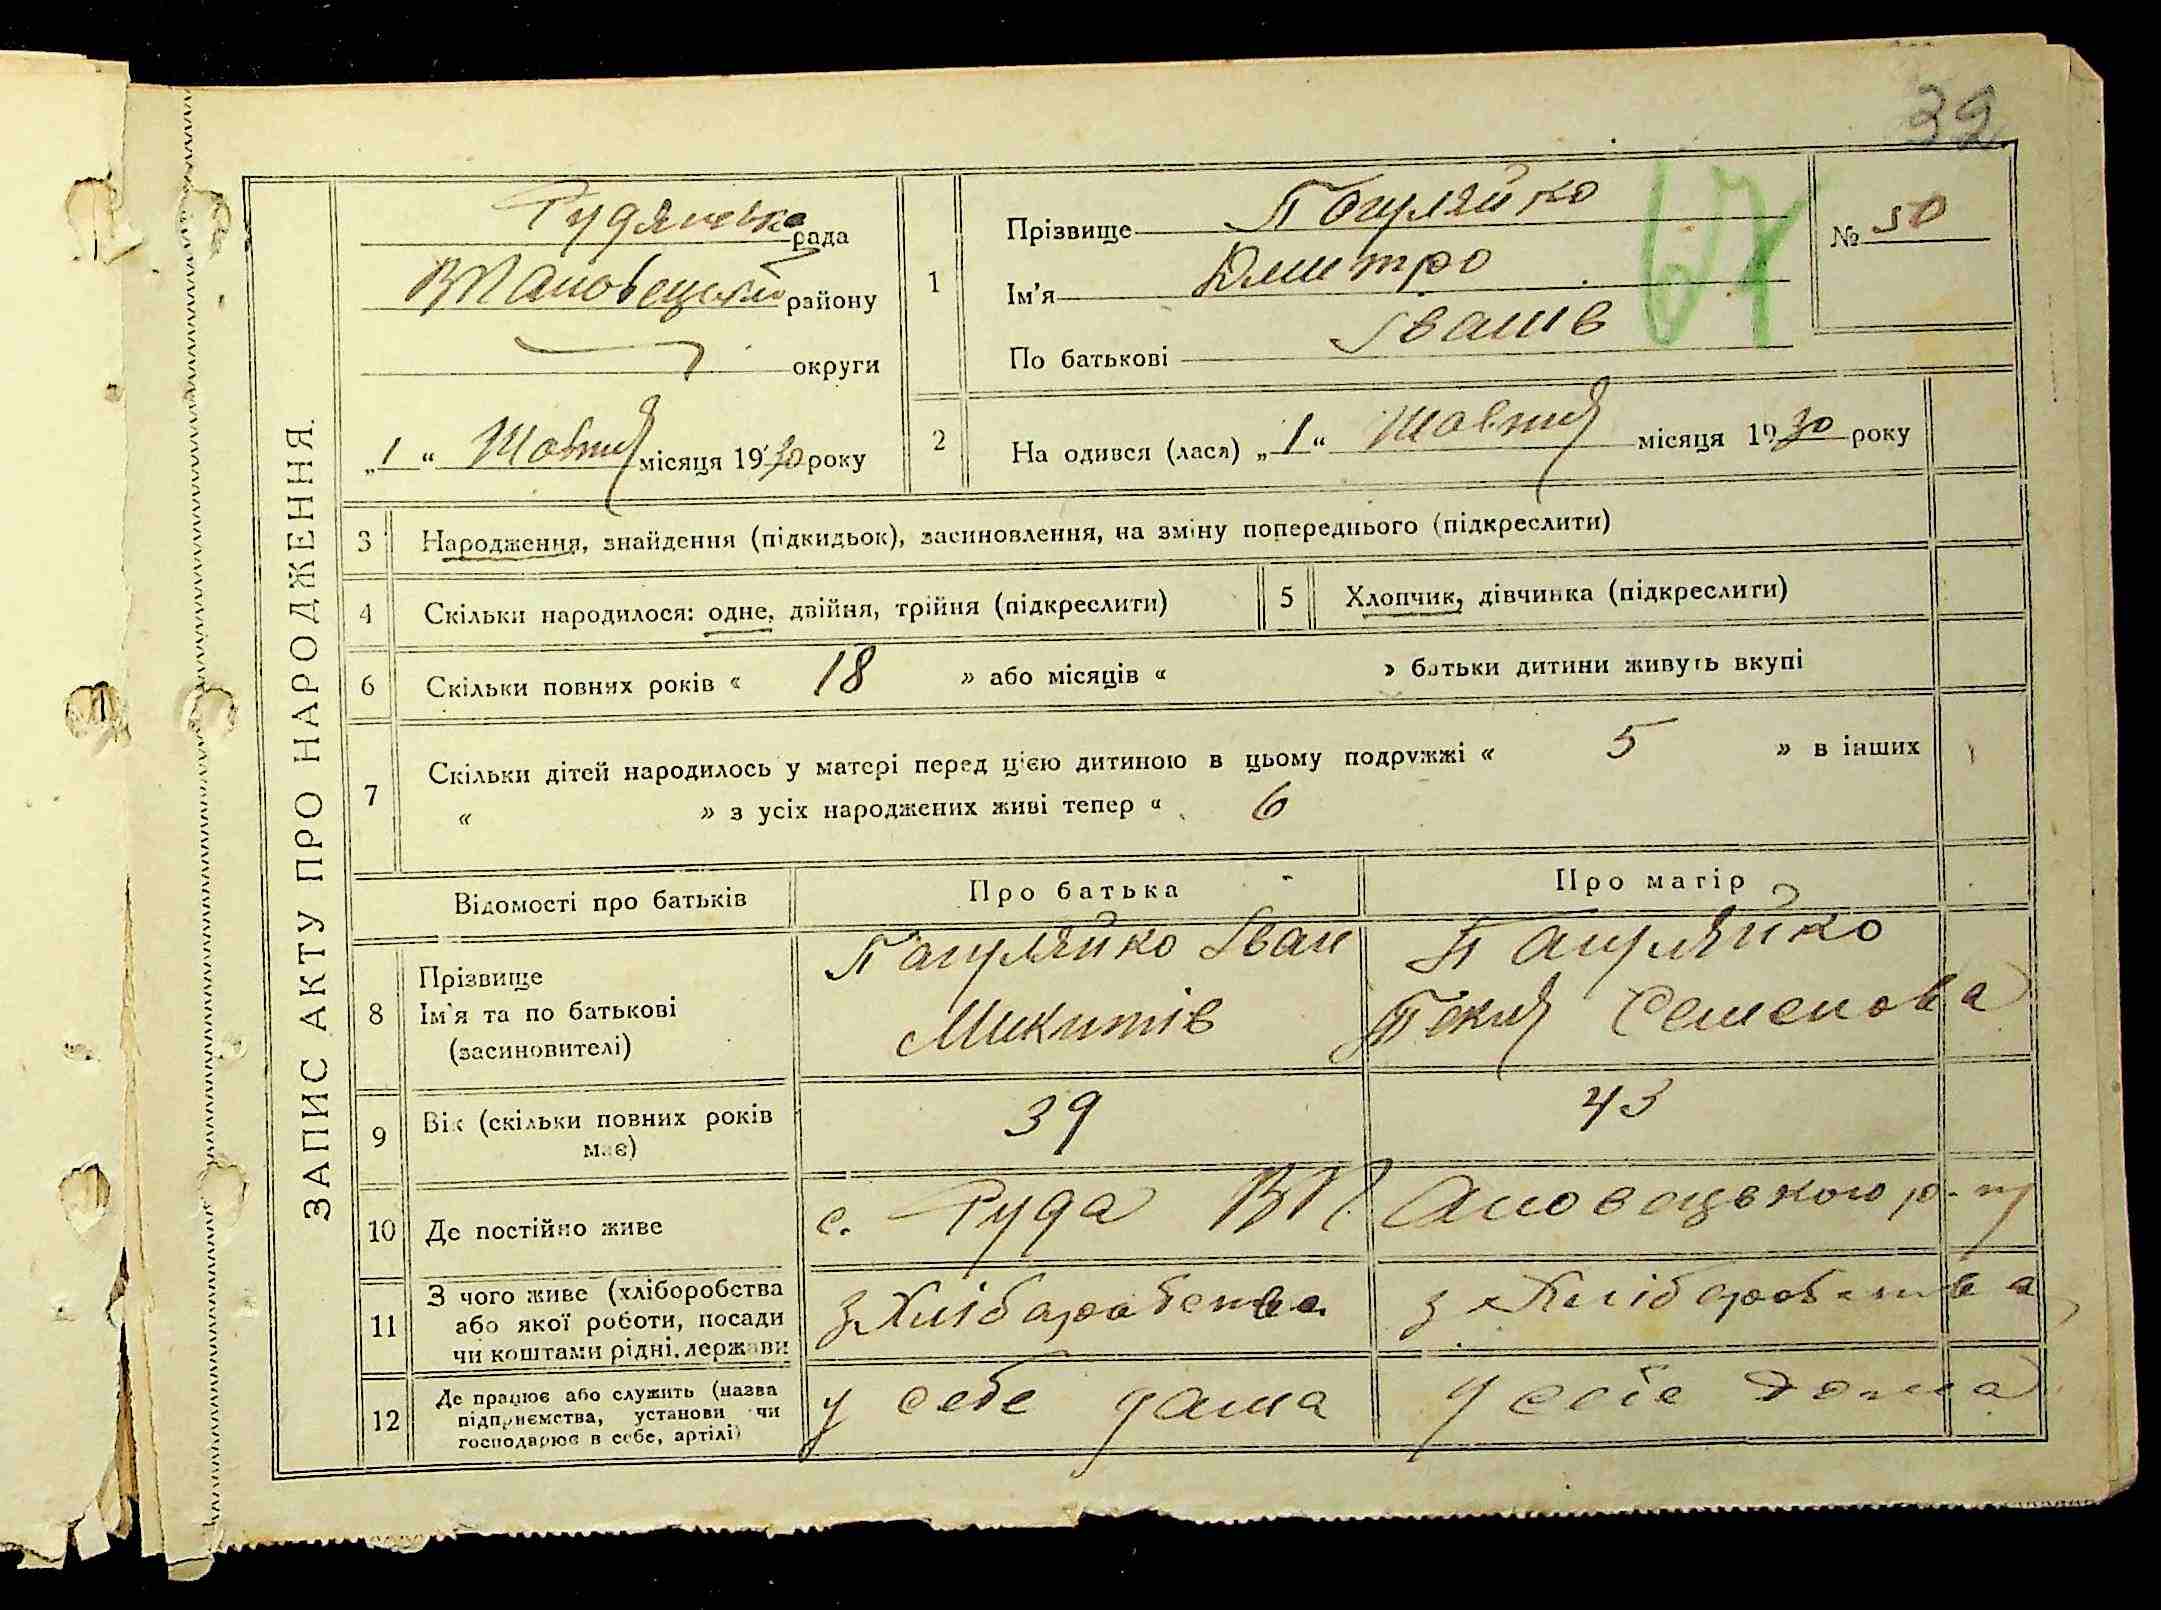 32
ЗАПИС АКТУ ПРО НАРОДЖЕННЯ.
Рудянська рада
району
округи
„1“ Жовтня місяця 1930 року
1
Прізвище
Ім'я Дмитро
По батькові Іванів
67
№ 50
2 На одився (лася) „1“ Жовтня місяця 1930 року
3 Народження, знайдення (підкидьок), засиновлення, на зміну попереднього (підкреслити)
4 Скільки народилося: одне, двійня, трійня (підкреслити)
5 Хлопчик, дівчинка (підкреслити)
6 Скільки повних років « 18 » або місяців « » батьки дитини живуть вкупі
7 Скільки дітей народилось у матері перед цією дитиною в цьому подружжі « 5 » в інших
« » з усіх народжених живі тепер « 6
Відомості про батьків
Про батька
Про матір
8 Прізвище
Ім'я та по батькові
(засиновителі)
Іван
Микитів
Семенова
9 Вік (скільки повних років
має)
39
43
10 Де постійно живе
с. Руда ВП. р-ну
11 З чого живе (хліборобства
або якої роботи, посади
чи коштами рідні, держави
з Хліборобства
з Хліборобства
12 Де працює або служить (назва
підприємства, установи чи
господарює в себе, артілі)
у себе дома
у себе дома